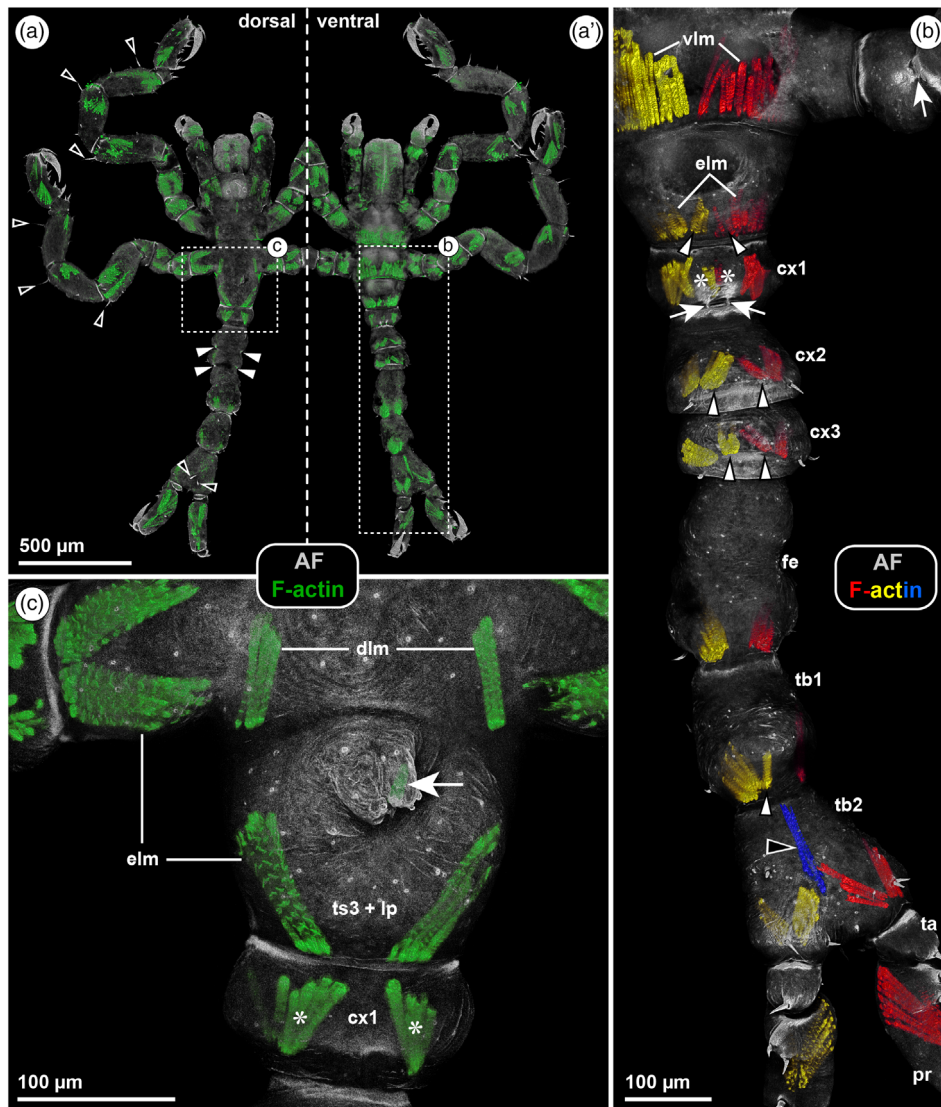 (a)
dorsal
ventral
(a')
c
b
500 µm
AF
F-actin
(b)
vlm
elm
cx1
* *
cx2
cx3
fe
tb1
tb2
ta
pr
AF
F-actin
100 µm
(c)
dlm
elm
ts3 + lp
cx1
* *
100 µm